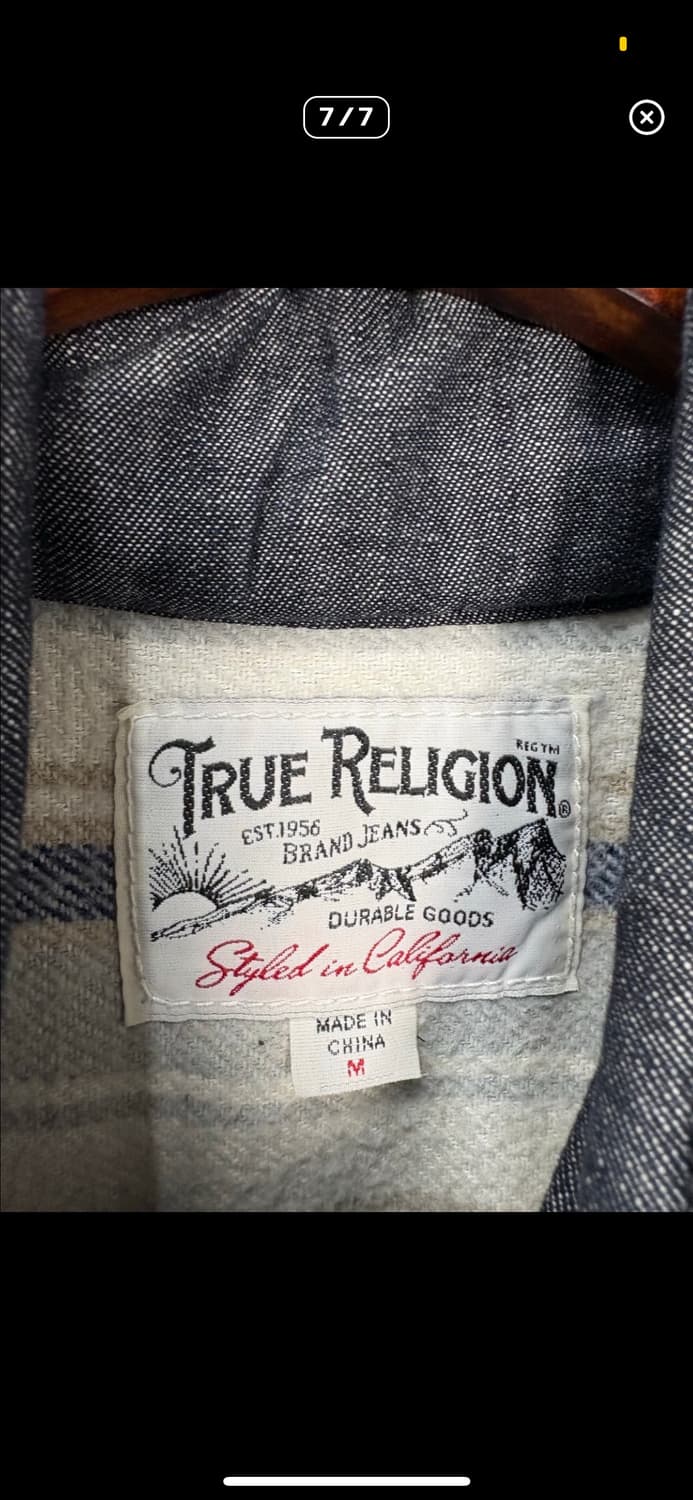 7/7
TRUE RELIGION®
REG TM
EST.1956
BRAND JEANS
DURABLE GOODS
Styled in California
MADE IN
CHINA
M